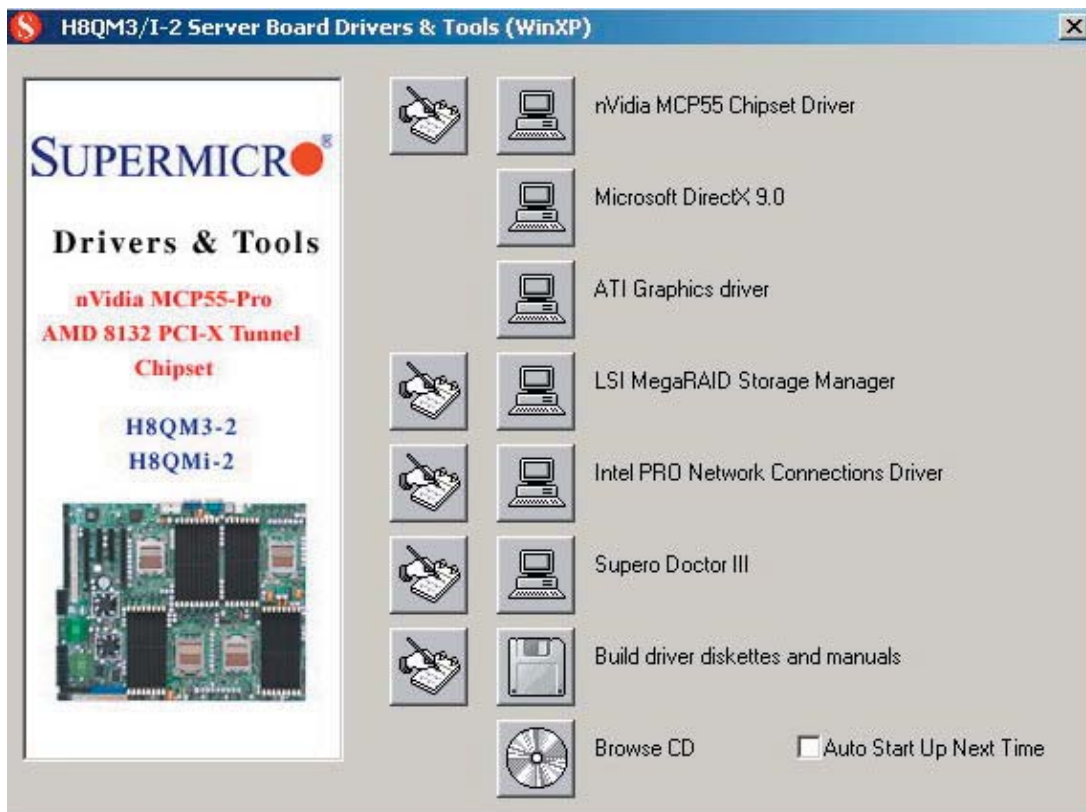 H8QM3/I-2 Server Board Drivers & Tools (WinXP)
SUPERMICRO®
Drivers & Tools
nVidia MCP55-Pro
AMD 8132 PCI-X Tunnel
Chipset
H8QM3-2
H8QMi-2
nVidia MCP55 Chipset Driver
Microsoft DirectX 9.0
ATI Graphics driver
LSI MegaRAID Storage Manager
Intel PRO Network Connections Driver
Supero Doctor III
Build driver diskettes and manuals
Browse CD
Auto Start Up Next Time